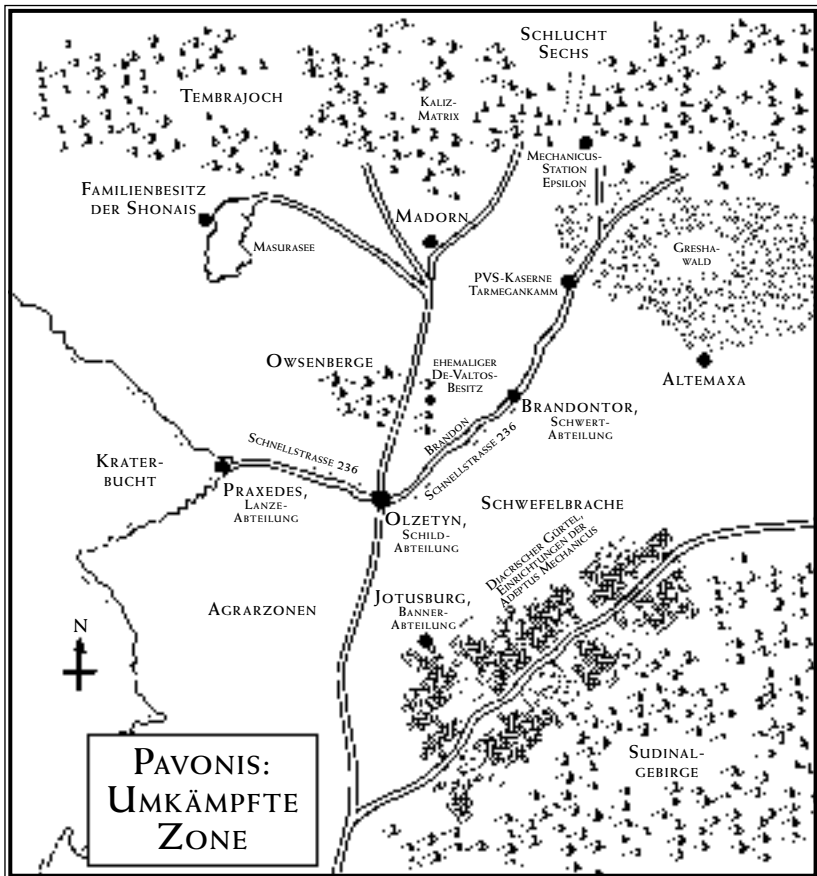 SCHLUCHT
SECHS
TEMBRAJOCH
KALIZ-
MATRIX
MECHANICUS-
STATION
EPSILON
FAMILIENBESITZ
DER SHONAIS
MADORN
MASURASEE
GRESHA-
WALD
PVS-KASERNE
TARMEGANKAMM
OWSENBERGE
EHEMALIGER
DE-VALTOS-
BESITZ
ALTEMAXA
BRANDONTOR,
SCHWERT-
ABTEILUNG
BRANDON
SCHNELLSTRASSE 236
SCHNELLSTRASSE 236
KRATER-
BUCHT
PRAXEDES,
LANZE-
ABTEILUNG
SCHWEFELBRACHE
OLZETYN,
SCHILD-
ABTEILUNG
DIACRISCHER GÜRTEL,
EINRICHTUNGEN DER
ADEPTUS MECHANICUS
AGRARZONEN
JOTUSBURG,
BANNER-
ABTEILUNG
N
SUDINAL-
GEBIRGE
PAVONIS:
UMKÄMPFTE
ZONE